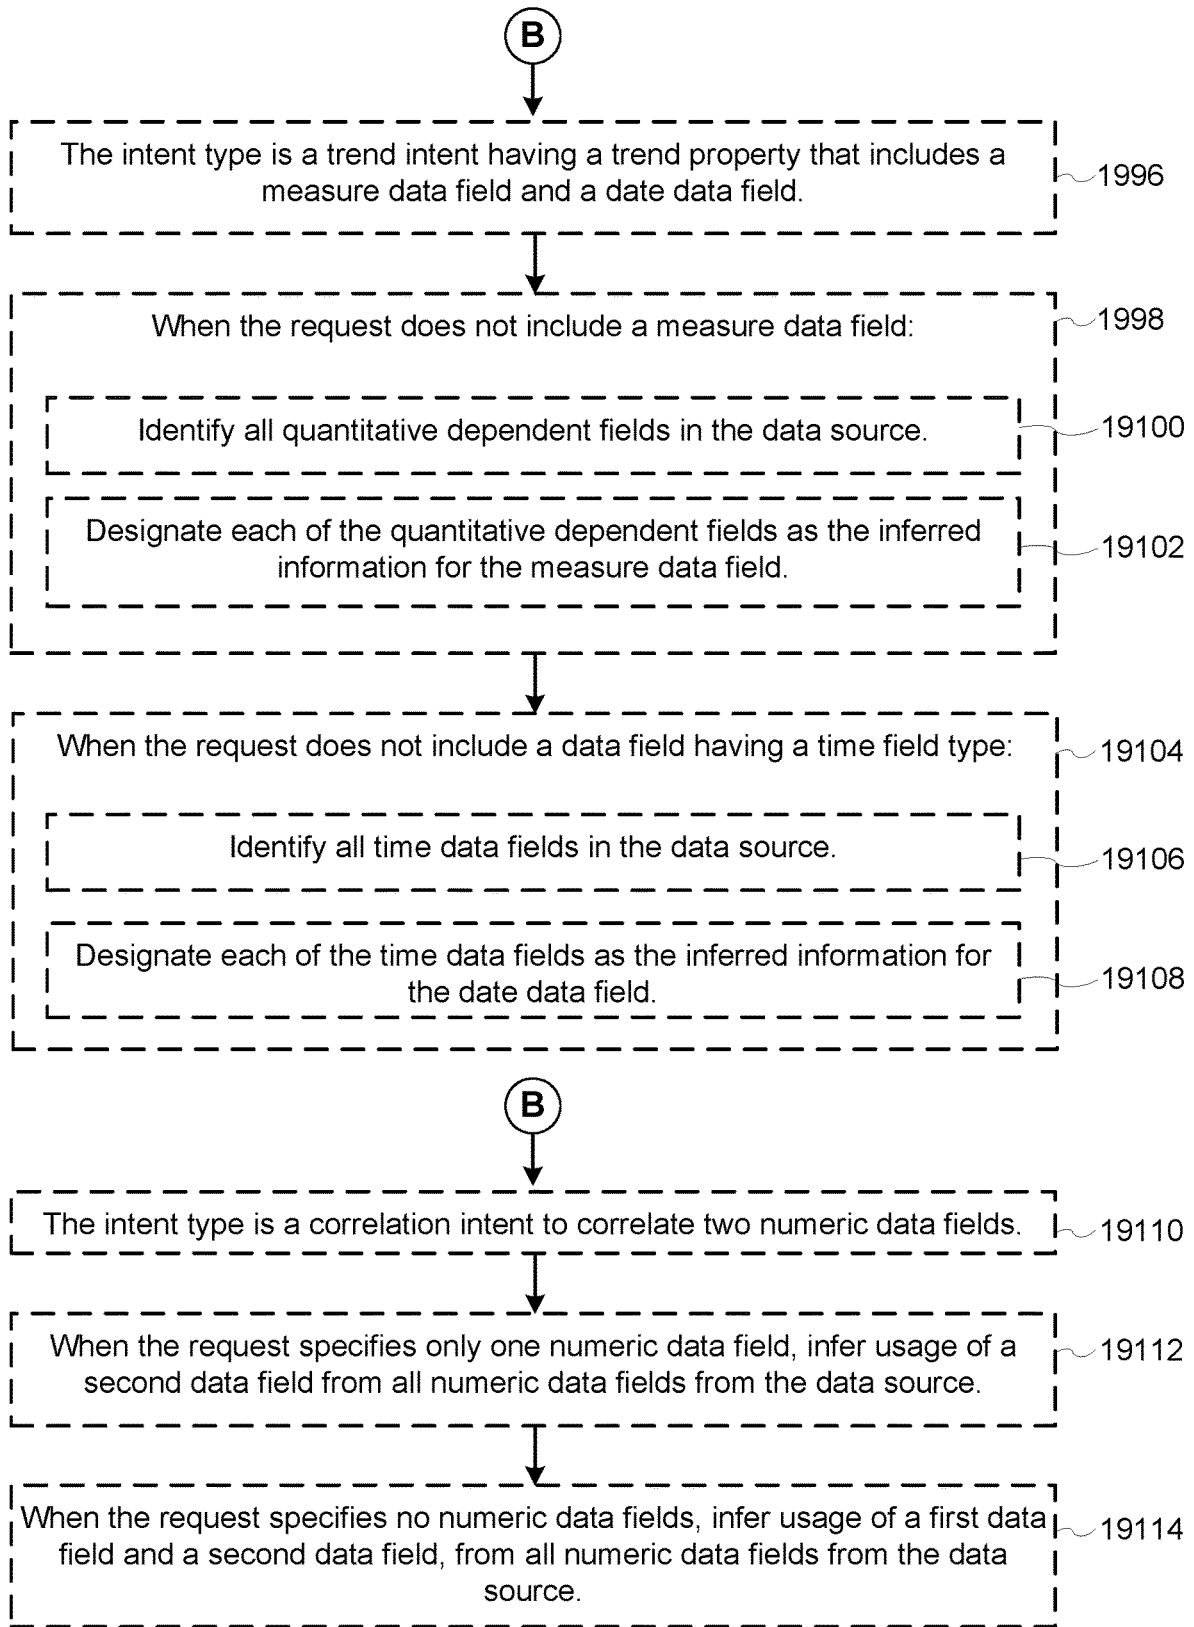 B
The intent type is a trend intent having a trend property that includes a
measure data field and a date data field.
1996
When the request does not include a measure data field:
1998
Identify all quantitative dependent fields in the data source.
19100
Designate each of the quantitative dependent fields as the inferred
information for the measure data field.
19102
When the request does not include a data field having a time field type:
19104
Identify all time data fields in the data source.
19106
Designate each of the time data fields as the inferred information for
the date data field.
19108
B
The intent type is a correlation intent to correlate two numeric data fields.
19110
When the request specifies only one numeric data field, infer usage of a
second data field from all numeric data fields from the data source.
19112
When the request specifies no numeric data fields, infer usage of a first data
field and a second data field, from all numeric data fields from the data
source.
19114